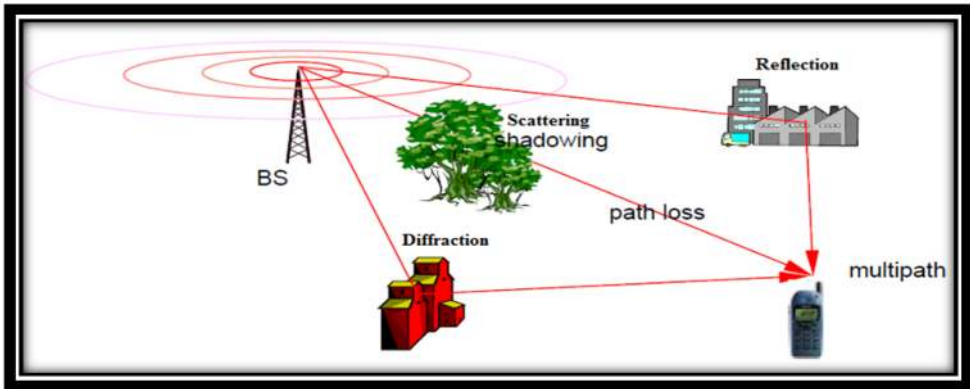 Reflection
Scattering
shadowing
BS
path loss
Diffraction
multipath